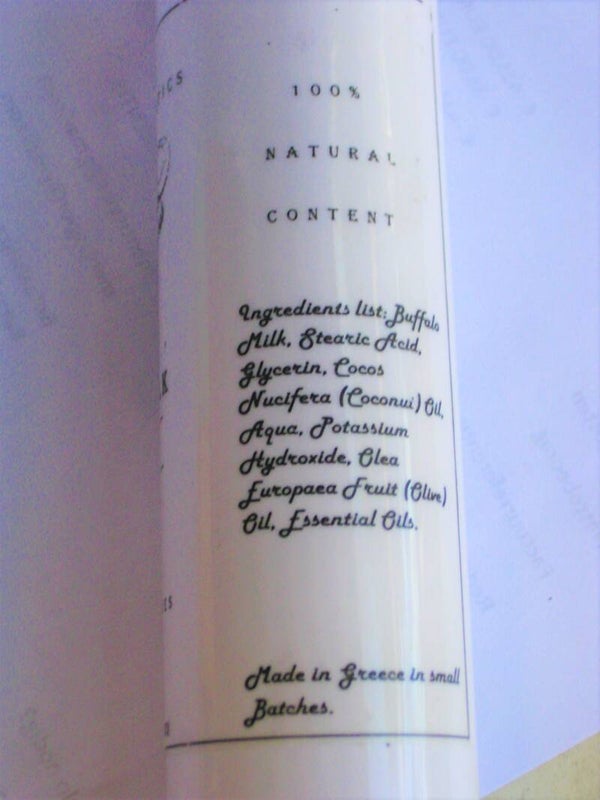 100%
NATURAL
CONTENT
Ingredients list: Buffalo
Milk, Stearic Acid,
Glycerin, Cocos
Nucifera (Coconui) Oil,
Aqua, Potassium
Hydroxide, Olea
Europaea Fruit (Olive)
Oil, Essential Oils.
Made in Greece in small
Batches.